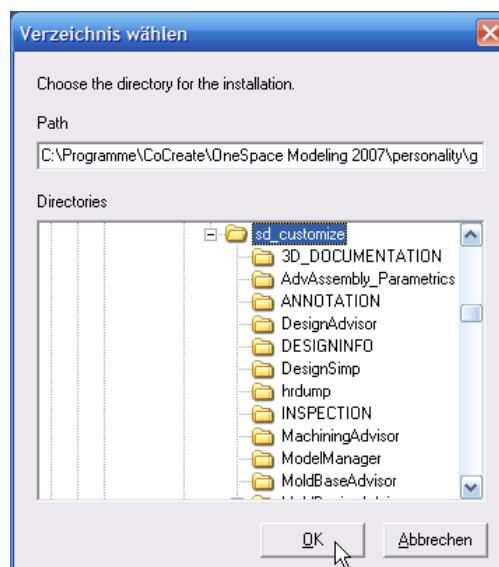 Verzeichnis wählen
Choose the directory for the installation.
Path
C:\Programme\CoCreate\OneSpace Modeling 2007\personality\g
Directories
sd_customize
3D_DOCUMENTATION
AdvAssembly_Parametrics
ANNOTATION
DesignAdvisor
DESIGNINFO
DesignSimp
hrdump
INSPECTION
MachiningAdvisor
ModelManager
MoldBaseAdvisor
OK
Abbrechen